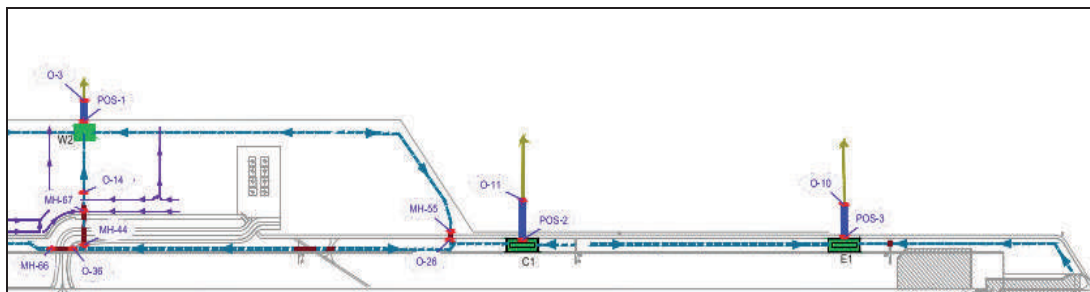 O-3
POS-1
W2
O-14
MH-67
MH-44
MH-66
O-36
MH-55
O-26
O-11
POS-2
C1
O-10
POS-3
E1